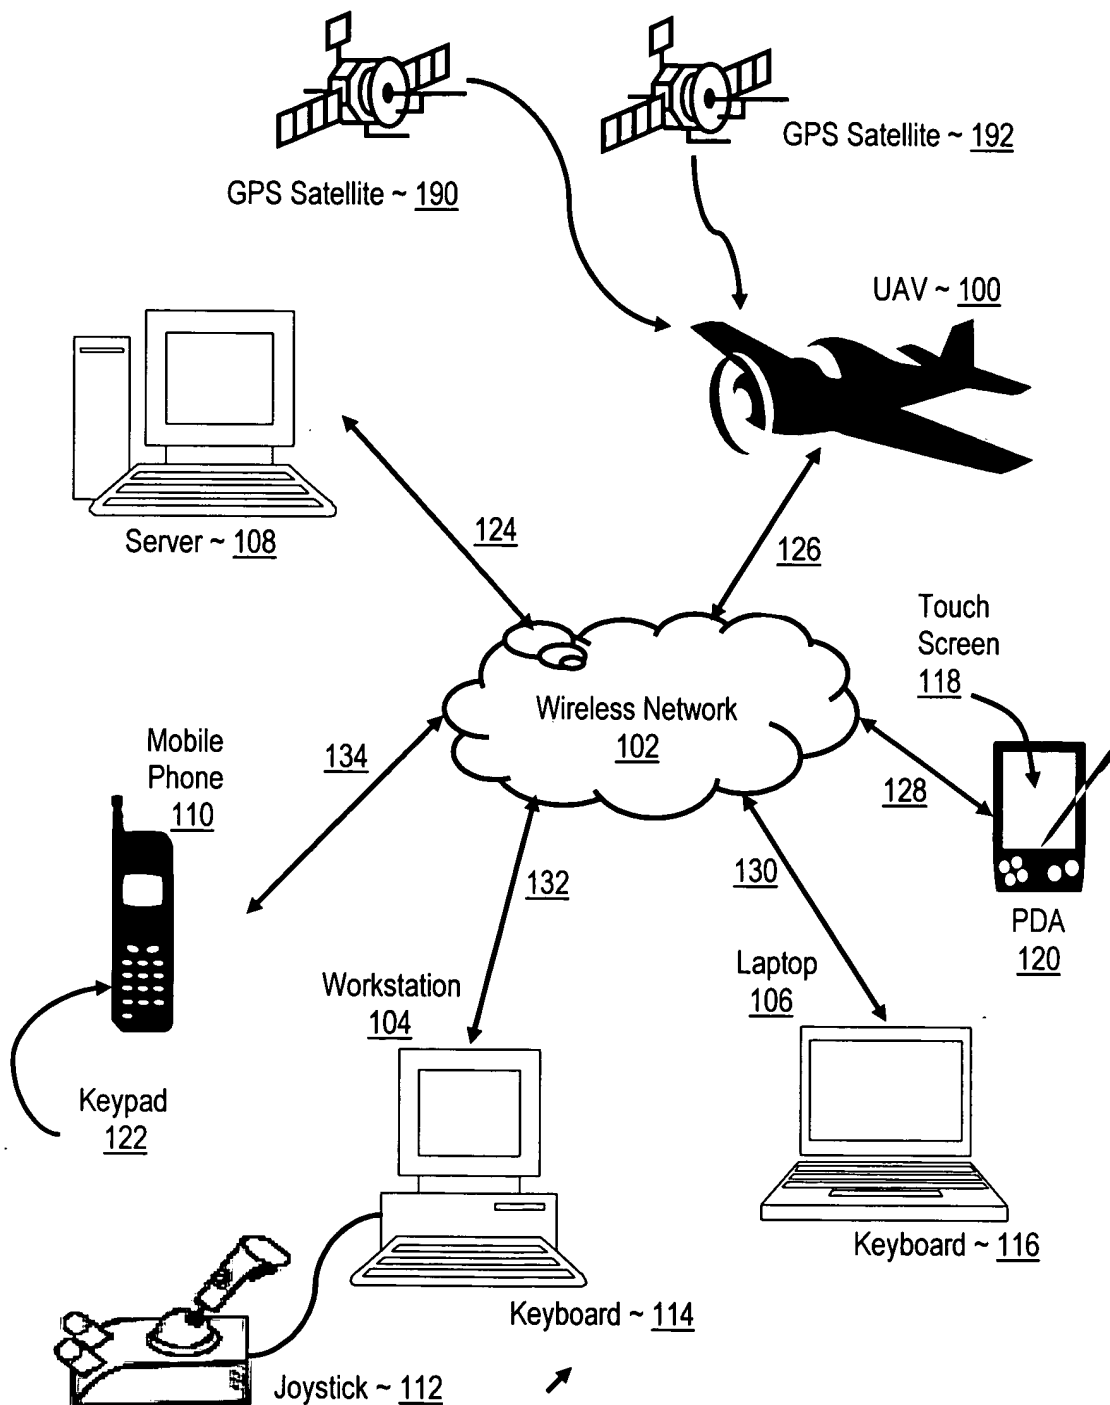 GPS Satellite ~ 192
GPS Satellite ~ 190
UAV ~ 100
Server ~ 108
124
126
Touch
Screen
118
Wireless Network
102
Mobile
Phone
110
134
128
132
130
PDA
120
Workstation
104
Laptop
106
Keypad
122
Keyboard ~ 116
Keyboard ~ 114
Joystick ~ 112